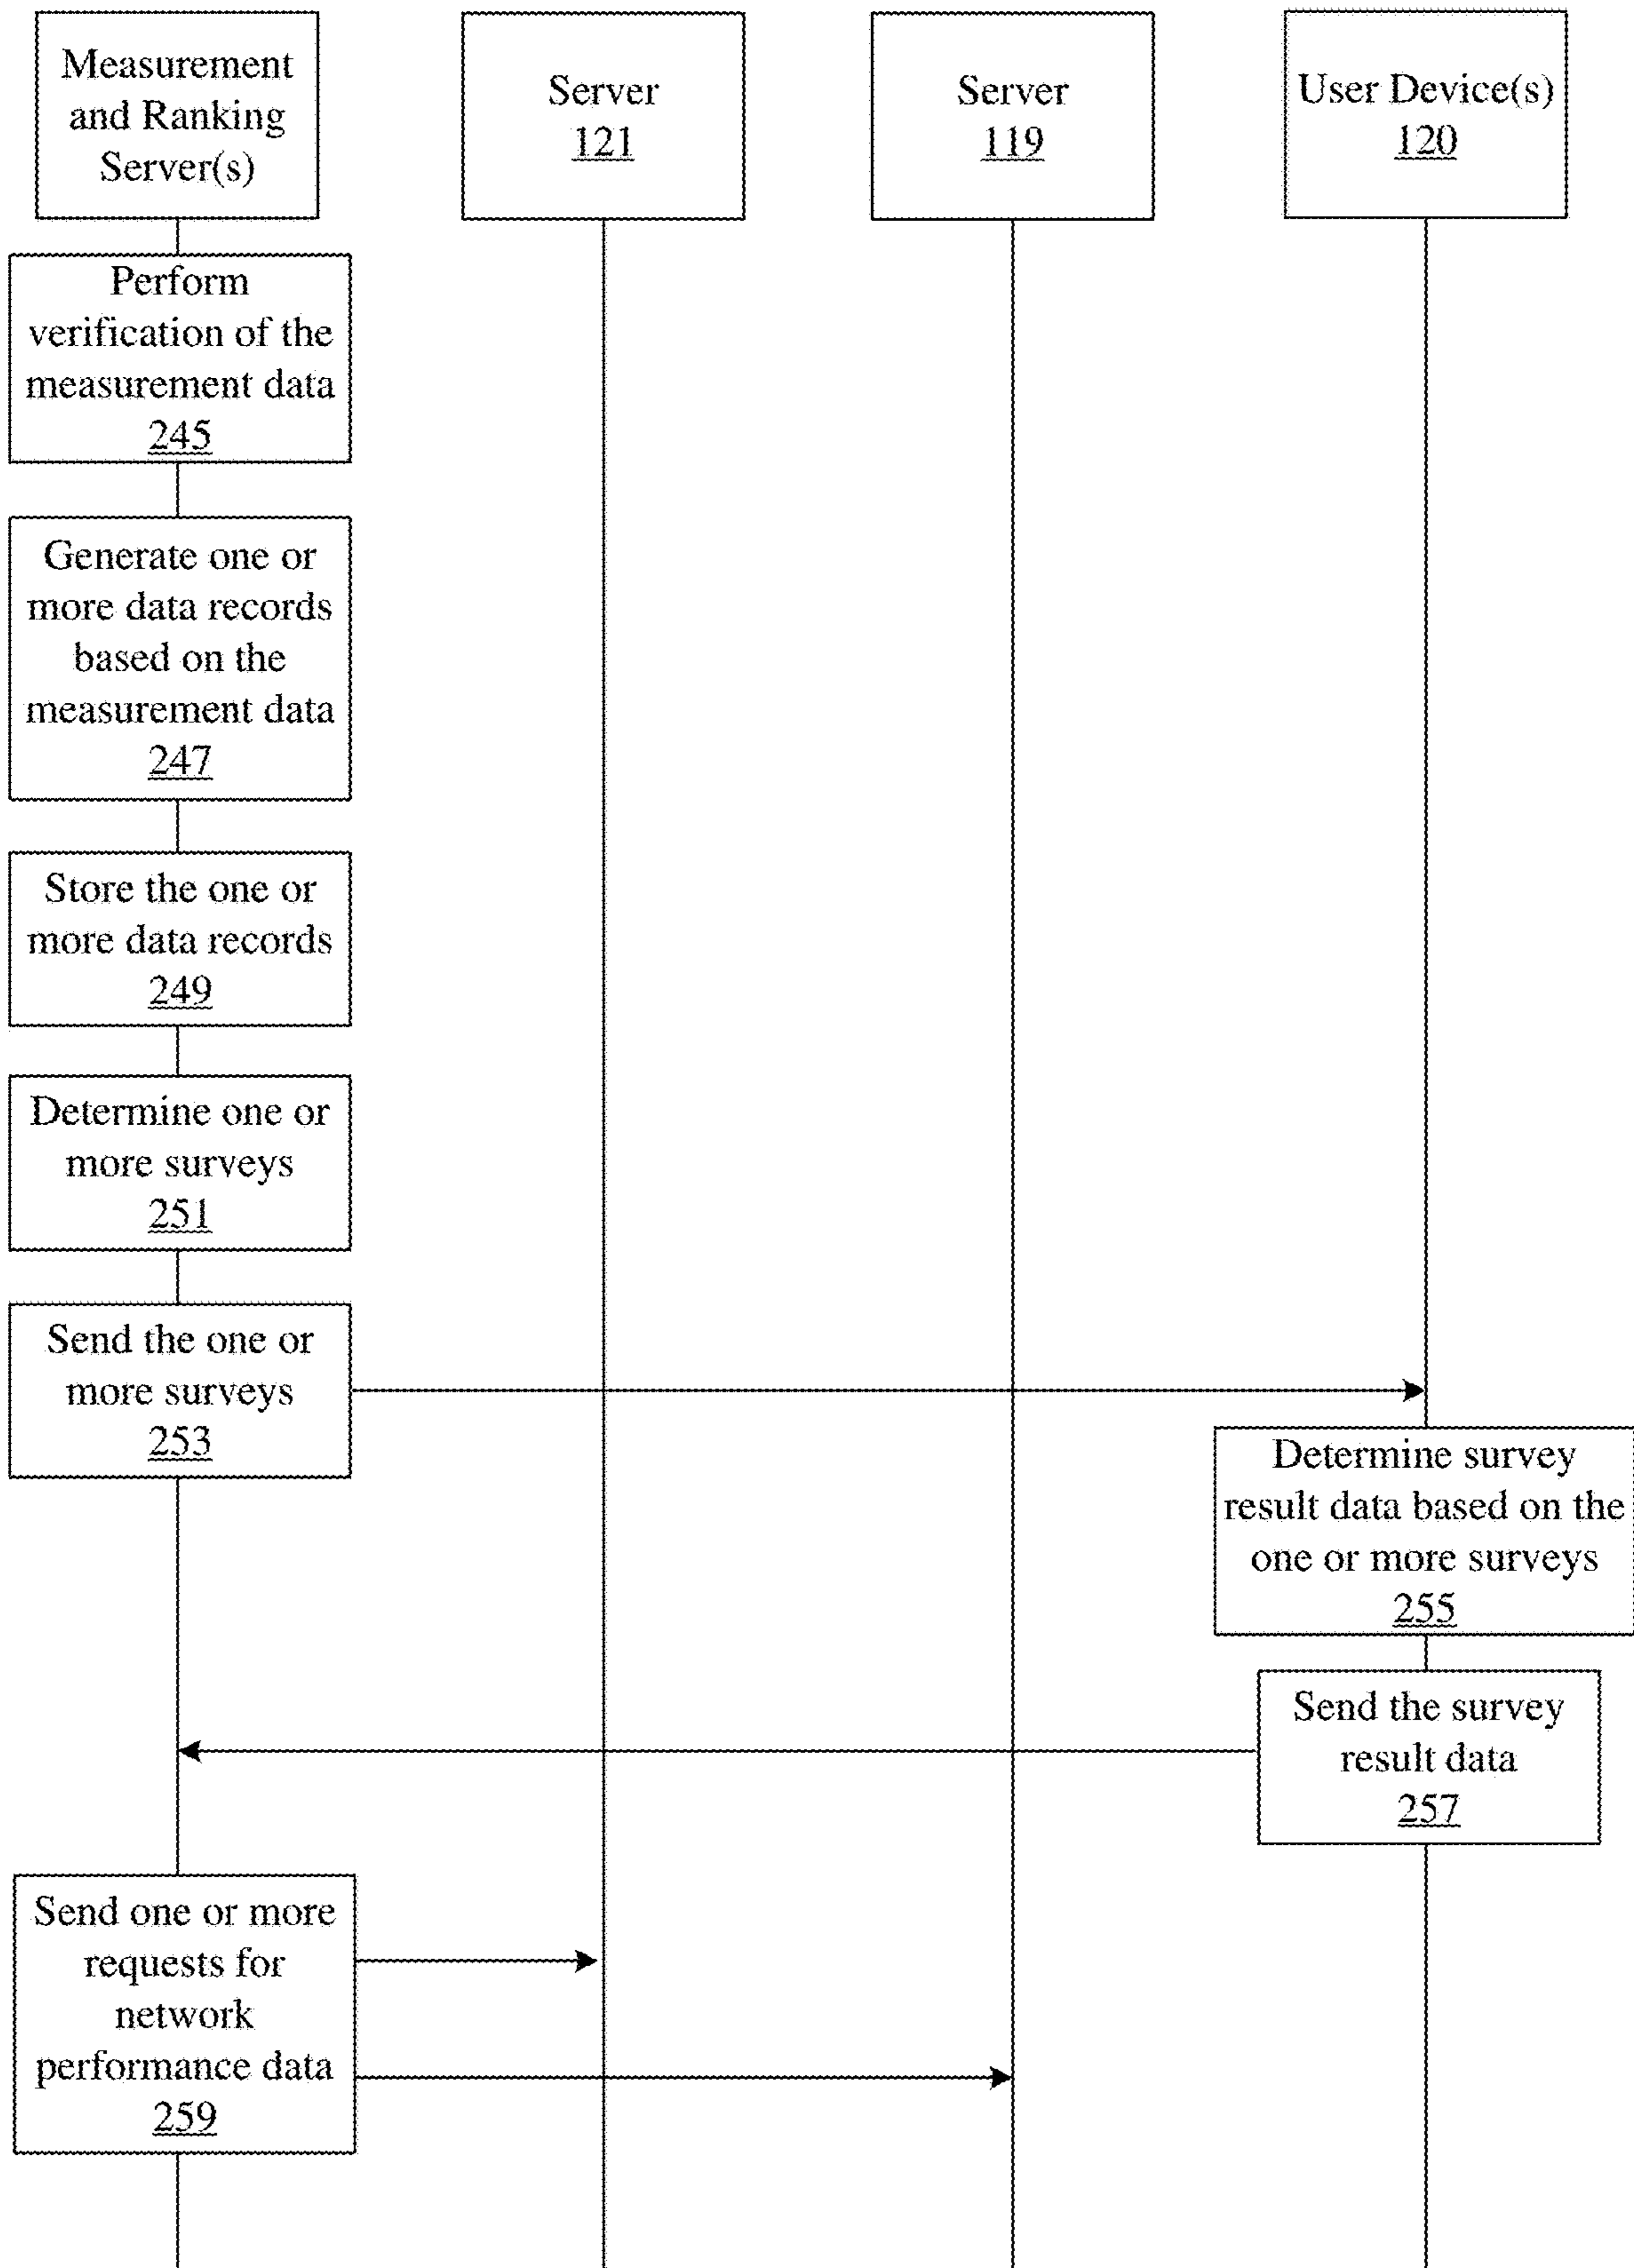 Measurement
and Ranking
Server(s)
Server
121
Server
119
User Device(s)
120
Perform
verification of the
measurement data
245
Generate one or
more data records
based on the
measurement data
247
Store the one or
more data records
249
Determine one or
more surveys
251
Send the one or
more surveys
253
Determine survey
result data based on the
one or more surveys
255
Send the survey
result data
257
Send one or more
requests for
network
performance data
259